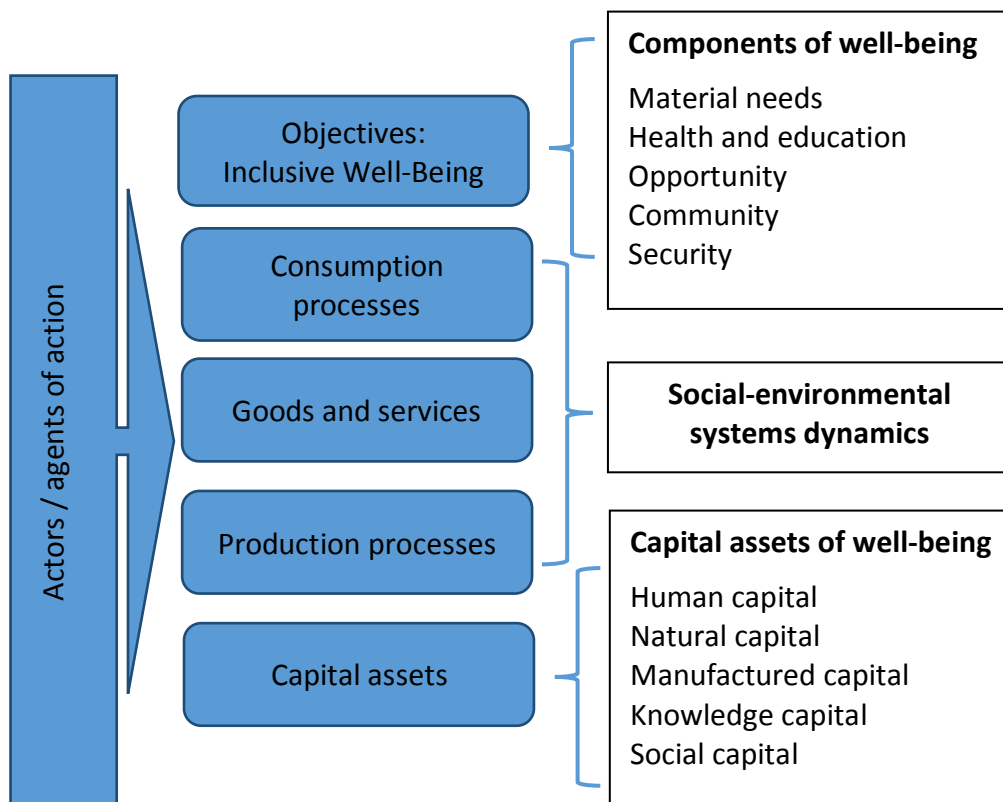 Actors / agents of action
Objectives:
Inclusive Well-Being
Consumption
processes
Goods and services
Production processes
Capital assets
Components of well-being
Material needs
Health and education
Opportunity
Community
Security
Social-environmental
systems dynamics
Capital assets of well-being
Human capital
Natural capital
Manufactured capital
Knowledge capital
Social capital